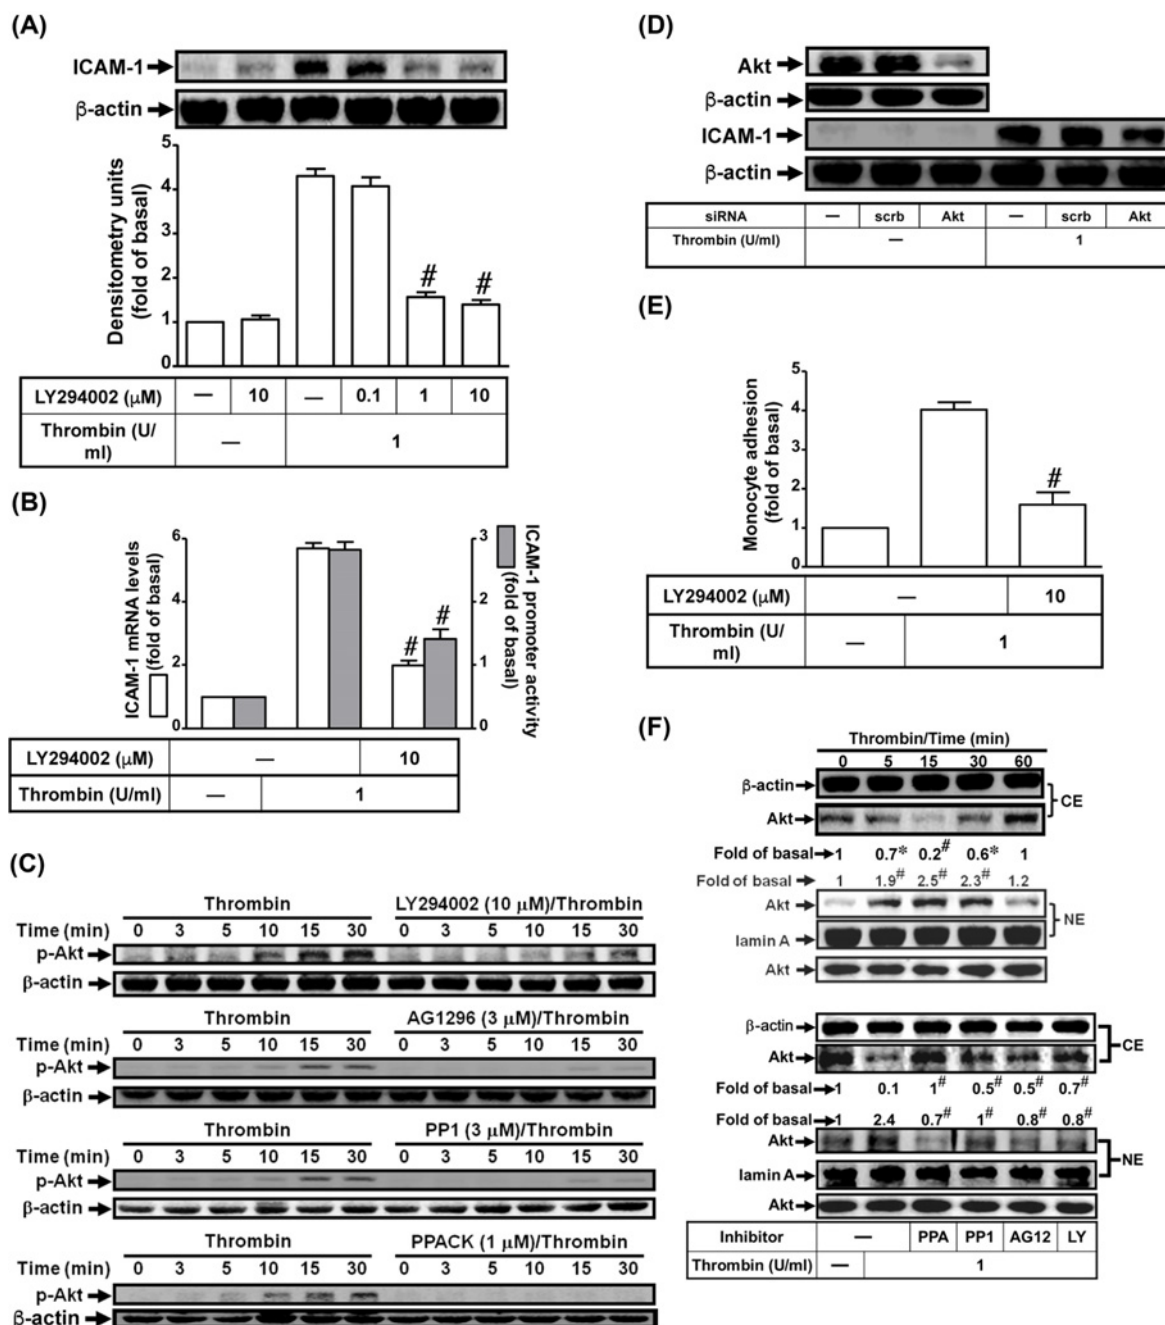 (A)
ICAM-1
β-actin
Densitometry units
(fold of basal)
5
4
2
1
0
#
#
LY294002 (μM)
—
10
—
0.1
1
10
Thrombin (U/
ml)
—
1
(B)
ICAM-1 mRNA levels
(fold of basal)
6
4
2
0
#
#
3
2
1
0
ICAM-1 promoter activity
(fold of basal)
LY294002 (μM)
—
10
Thrombin (U/ml)
—
1
(C)
Thrombin LY294002 (10 μM)/Thrombin
Time (min) 0 3 5 10 15 30 0 3 5 10 15 30
p-Akt
β-actin
Thrombin AG1296 (3 μM)/Thrombin
Time (min) 0 3 5 10 15 30 0 3 5 10 15 30
p-Akt
β-actin
Thrombin PP1 (3 μM)/Thrombin
Time (min) 0 3 5 10 15 30 0 3 5 10 15 30
p-Akt
β-actin
Thrombin PPACK (1 μM)/Thrombin
Time (min) 0 3 5 10 15 30 0 3 5 10 15 30
p-Akt
β-actin
(D)
Akt
β-actin
ICAM-1
β-actin
siRNA — scrb Akt — scrb Akt
Thrombin (U/ml) — 1
(E)
Monocyte adhesion
(fold of basal)
5
4
2
1
0
#
LY294002 (μM)
—
10
Thrombin (U/
ml)
—
1
(F)
Thrombin/Time (min)
0 5 15 30 60
β-actin
Akt
CE
Fold of basal 1 0.7* 0.2# 0.6* 1
Fold of basal 1 1.9# 2.5# 2.3# 1.2
Akt
NE
lamin A
Akt
β-actin
CE
Akt
Fold of basal 1 0.1 1# 0.5# 0.5# 0.7#
Fold of basal 1 2.4 0.7# 1# 0.8# 0.8#
Akt
NE
lamin A
Akt
Inhibitor — PPA PP1 AG12 LY
Thrombin (U/ml) — 1